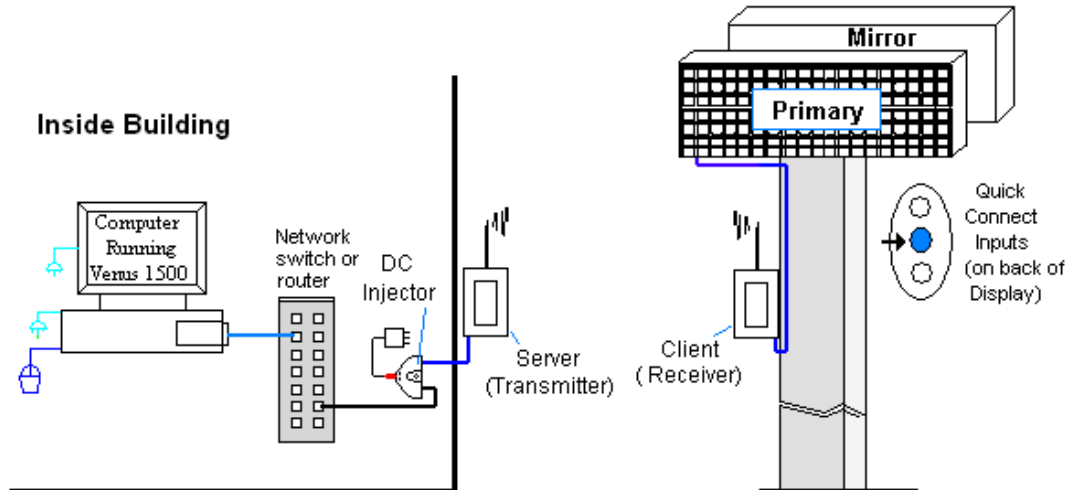 Inside Building
Computer
Running
Venus 1500
Network
switch or
router
DC
Injector
Server
(Transmitter)
Mirror
Primary
Client
( Receiver)
Quick
Connect
Inputs
(on back of
Display)